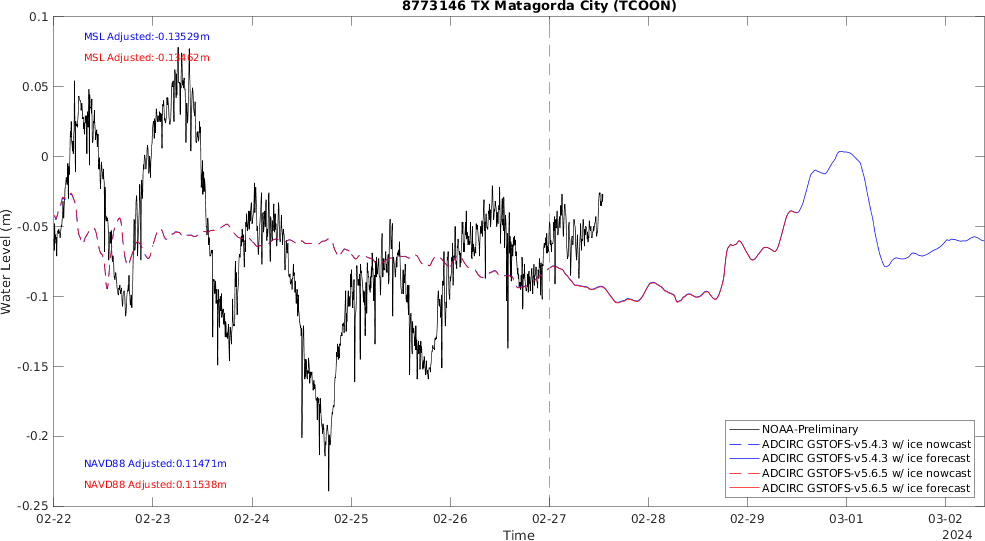 8773146 TX Matagorda City (TCOON)
MSL Adjusted:-0.13529m
MSL Adjusted:-0.13462m
0.1
0.05
0
-0.05
-0.1
-0.15
-0.2
-0.25
Water Level (m)
NAVD88 Adjusted:0.11471m
NAVD88 Adjusted:0.11538m
NOAA-Preliminary
ADCIRC GSTOFS-v5.4.3 w/ ice nowcast
ADCIRC GSTOFS-v5.4.3 w/ ice forecast
ADCIRC GSTOFS-v5.6.5 w/ ice nowcast
ADCIRC GSTOFS-v5.6.5 w/ ice forecast
02-22 02-23 02-24 02-25 02-26 02-27 02-28 02-29 03-01 03-02
Time
2024